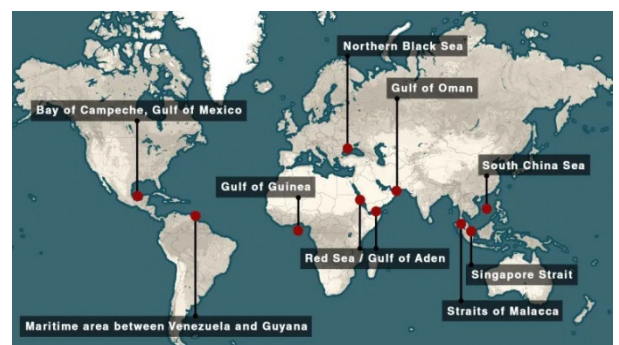 Northern Black Sea
Gulf of Oman
Bay of Campeche, Gulf of Mexico
South China Sea
Gulf of Guinea
Red Sea / Gulf of Aden
Singapore Strait
Straits of Malacca
Maritime area between Venezuela and Guyana